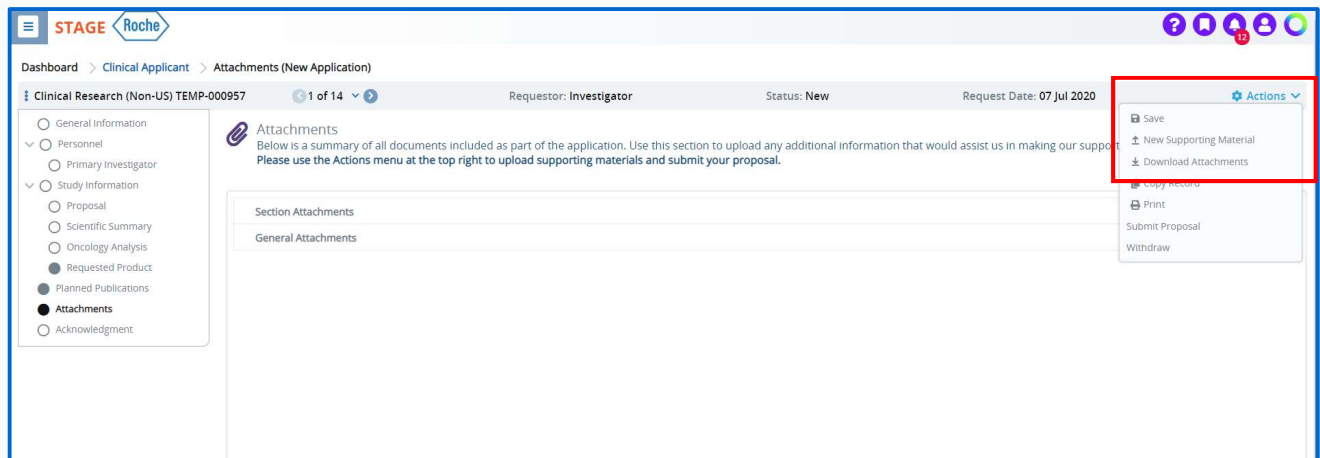 STAGE Roche
12
Dashboard > Clinical Applicant > Attachments (New Application)
Clinical Research (Non-US) TEMP-000957 1 of 14 Requestor: Investigator Status: New Request Date: 07 Jul 2020 Actions
General Information
Personnel
Primary Investigator
Study Information
Proposal
Scientific Summary
Oncology Analysis
Requested Product
Planned Publications
Attachments
Acknowledgment
Attachments
Below is a summary of all documents included as part of the application. Use this section to upload any additional information that would assist us in making our suppo
Please use the Actions menu at the top right to upload supporting materials and submit your proposal.
Section Attachments
General Attachments
Save
New Supporting Material
Download Attachments
Copy Record
Print
Submit Proposal
Withdraw